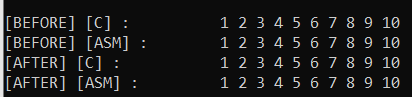 [BEFORE] [C] : 1 2 3 4 5 6 7 8 9 10
[BEFORE] [ASM] : 1 2 3 4 5 6 7 8 9 10
[AFTER] [C] : 1 2 3 4 5 6 7 8 9 10
[AFTER] [ASM] : 1 2 3 4 5 6 7 8 9 10